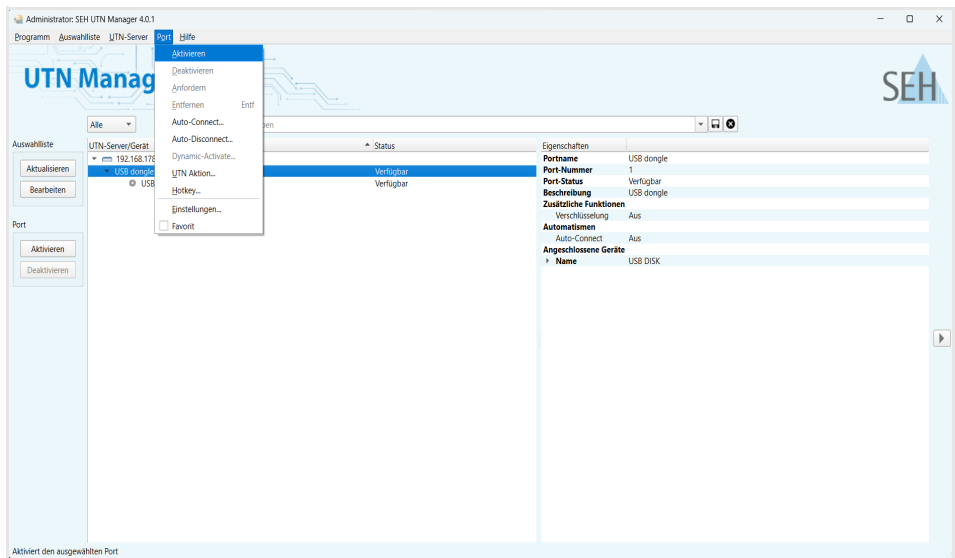 Administrator: SEH UTN Manager 4.0.1
Programm Auswahlliste UTN-Server Port Hilfe
UTN Manag
SEH
Aktivieren
Deaktivieren
Anfordern
Entfernen Entf
Auto-Connect...
Auto-Disconnect...
Dynamic-Activate...
UTN Aktion...
Hotkey...
Einstellungen...
Favorit
Alle
Auswahlliste
Aktualisieren
Bearbeiten
Port
Aktivieren
Deaktivieren
UTN-Server/Gerät Status
192.168.178
USB dongle Verfügbar
USB Verfügbar
Eigenschaften
Portname USB dongle
Port-Nummer 1
Port-Status Verfügbar
Beschreibung USB dongle
Zusätzliche Funktionen
Verschlüsselung Aus
Automatismen
Auto-Connect Aus
Angeschlossene Geräte
Name USB DISK
Aktiviert den ausgewählten Port